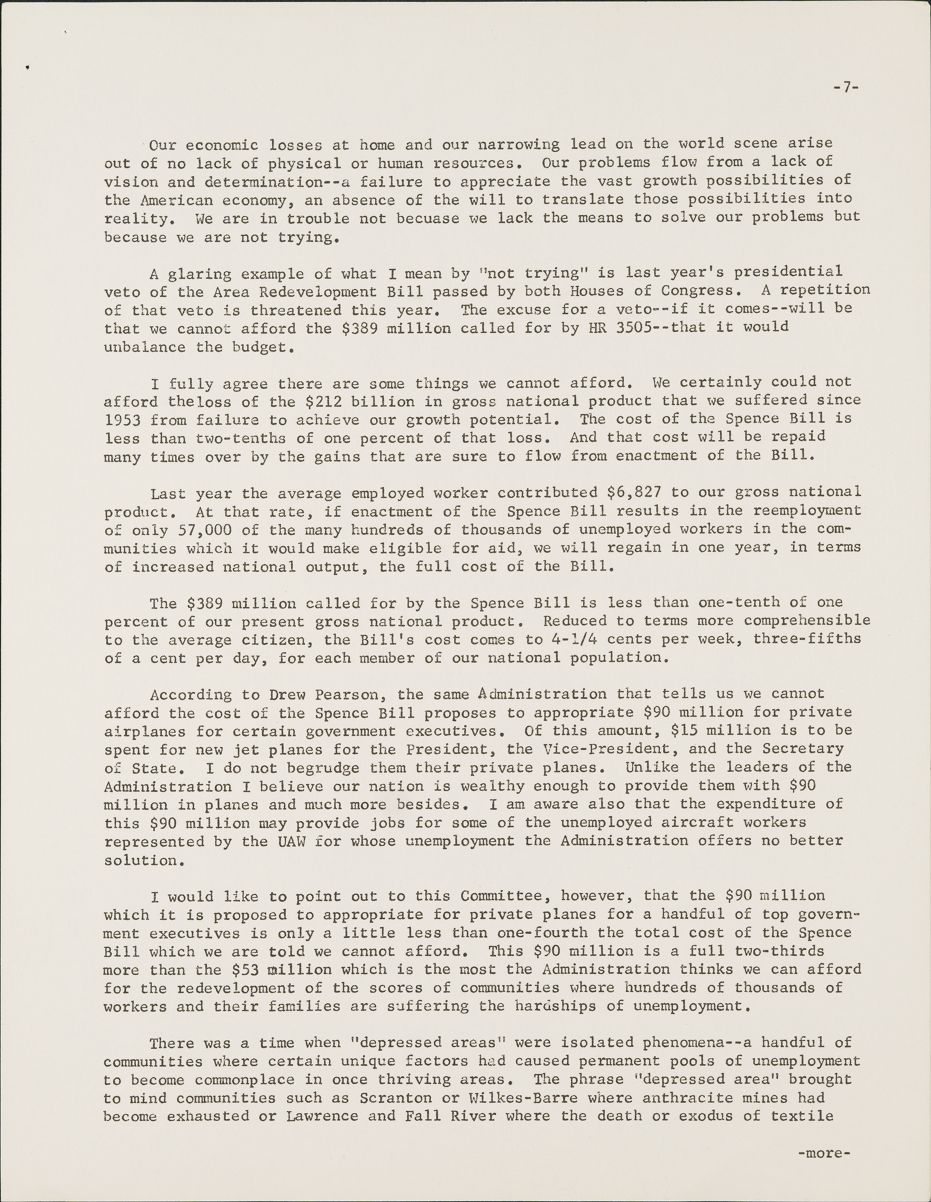 -7-
Our economic losses at home and our narrowing lead on the world scene arise
out of no lack of physical or human resources. Our problems flow from a lack of
vision and determination--a failure to appreciate the vast growth possibilities of
the American economy, an absence of the will to translate those possibilities into
reality. We are in trouble not becuase we lack the means to solve our problems but
because we are not trying.
A glaring example of what I mean by "not trying" is last year's presidential
veto of the Area Redevelopment Bill passed by both Houses of Congress. A repetition
of that veto is threatened this year. The excuse for a veto--if it comes--will be
that we cannot afford the $389 million called for by HR 3505--that it would
unbalance the budget.
I fully agree there are some things we cannot afford. We certainly could not
afford theloss of the $212 billion in gross national product that we suffered since
1953 from failure to achieve our growth potential. The cost of the Spence Bill is
less than two-tenths of one percent of that loss. And that cost will be repaid
many times over by the gains that are sure to flow from enactment of the Bill.
Last year the average employed worker contributed $6,827 to our gross national
product. At that rate, if enactment of the Spence Bill results in the reemployment
of only 57,000 of the many hundreds of thousands of unemployed workers in the com-
munities which it would make eligible for aid, we will regain in one year, in terms
of increased national output, the full cost of the Bill.
The $389 million called for by the Spence Bill is less than one-tenth of one
percent of our present gross national product. Reduced to terms more comprehensible
to the average citizen, the Bill's cost comes to 4-1/4 cents per week, three-fifths
of a cent per day, for each member of our national population.
According to Drew Pearson, the same Administration that tells us we cannot
afford the cost of the Spence Bill proposes to appropriate $90 million for private
airplanes for certain government executives. Of this amount, $15 million is to be
spent for new jet planes for the President, the Vice-President, and the Secretary
of State. I do not begrudge them their private planes. Unlike the leaders of the
Administration I believe our nation is wealthy enough to provide them with $90
million in planes and much more besides. I am aware also that the expenditure of
this $90 million may provide jobs for some of the unemployed aircraft workers
represented by the UAW for whose unemployment the Administration offers no better
solution.
I would like to point out to this Committee, however, that the $90 million
which it is proposed to appropriate for private planes for a handful of top govern-
ment executives is only a little less than one-fourth the total cost of the Spence
Bill which we are told we cannot afford. This $90 million is a full two-thirds
more than the $53 million which is the most the Administration thinks we can afford
for the redevelopment of the scores of communities where hundreds of thousands of
workers and their families are suffering the hardships of unemployment.
There was a time when "depressed areas" were isolated phenomena--a handful of
communities where certain unique factors had caused permanent pools of unemployment
to become commonplace in once thriving areas. The phrase "depressed area" brought
to mind communities such as Scranton or Wilkes-Barre where anthracite mines had
become exhausted or Lawrence and Fall River where the death or exodus of textile
-more-